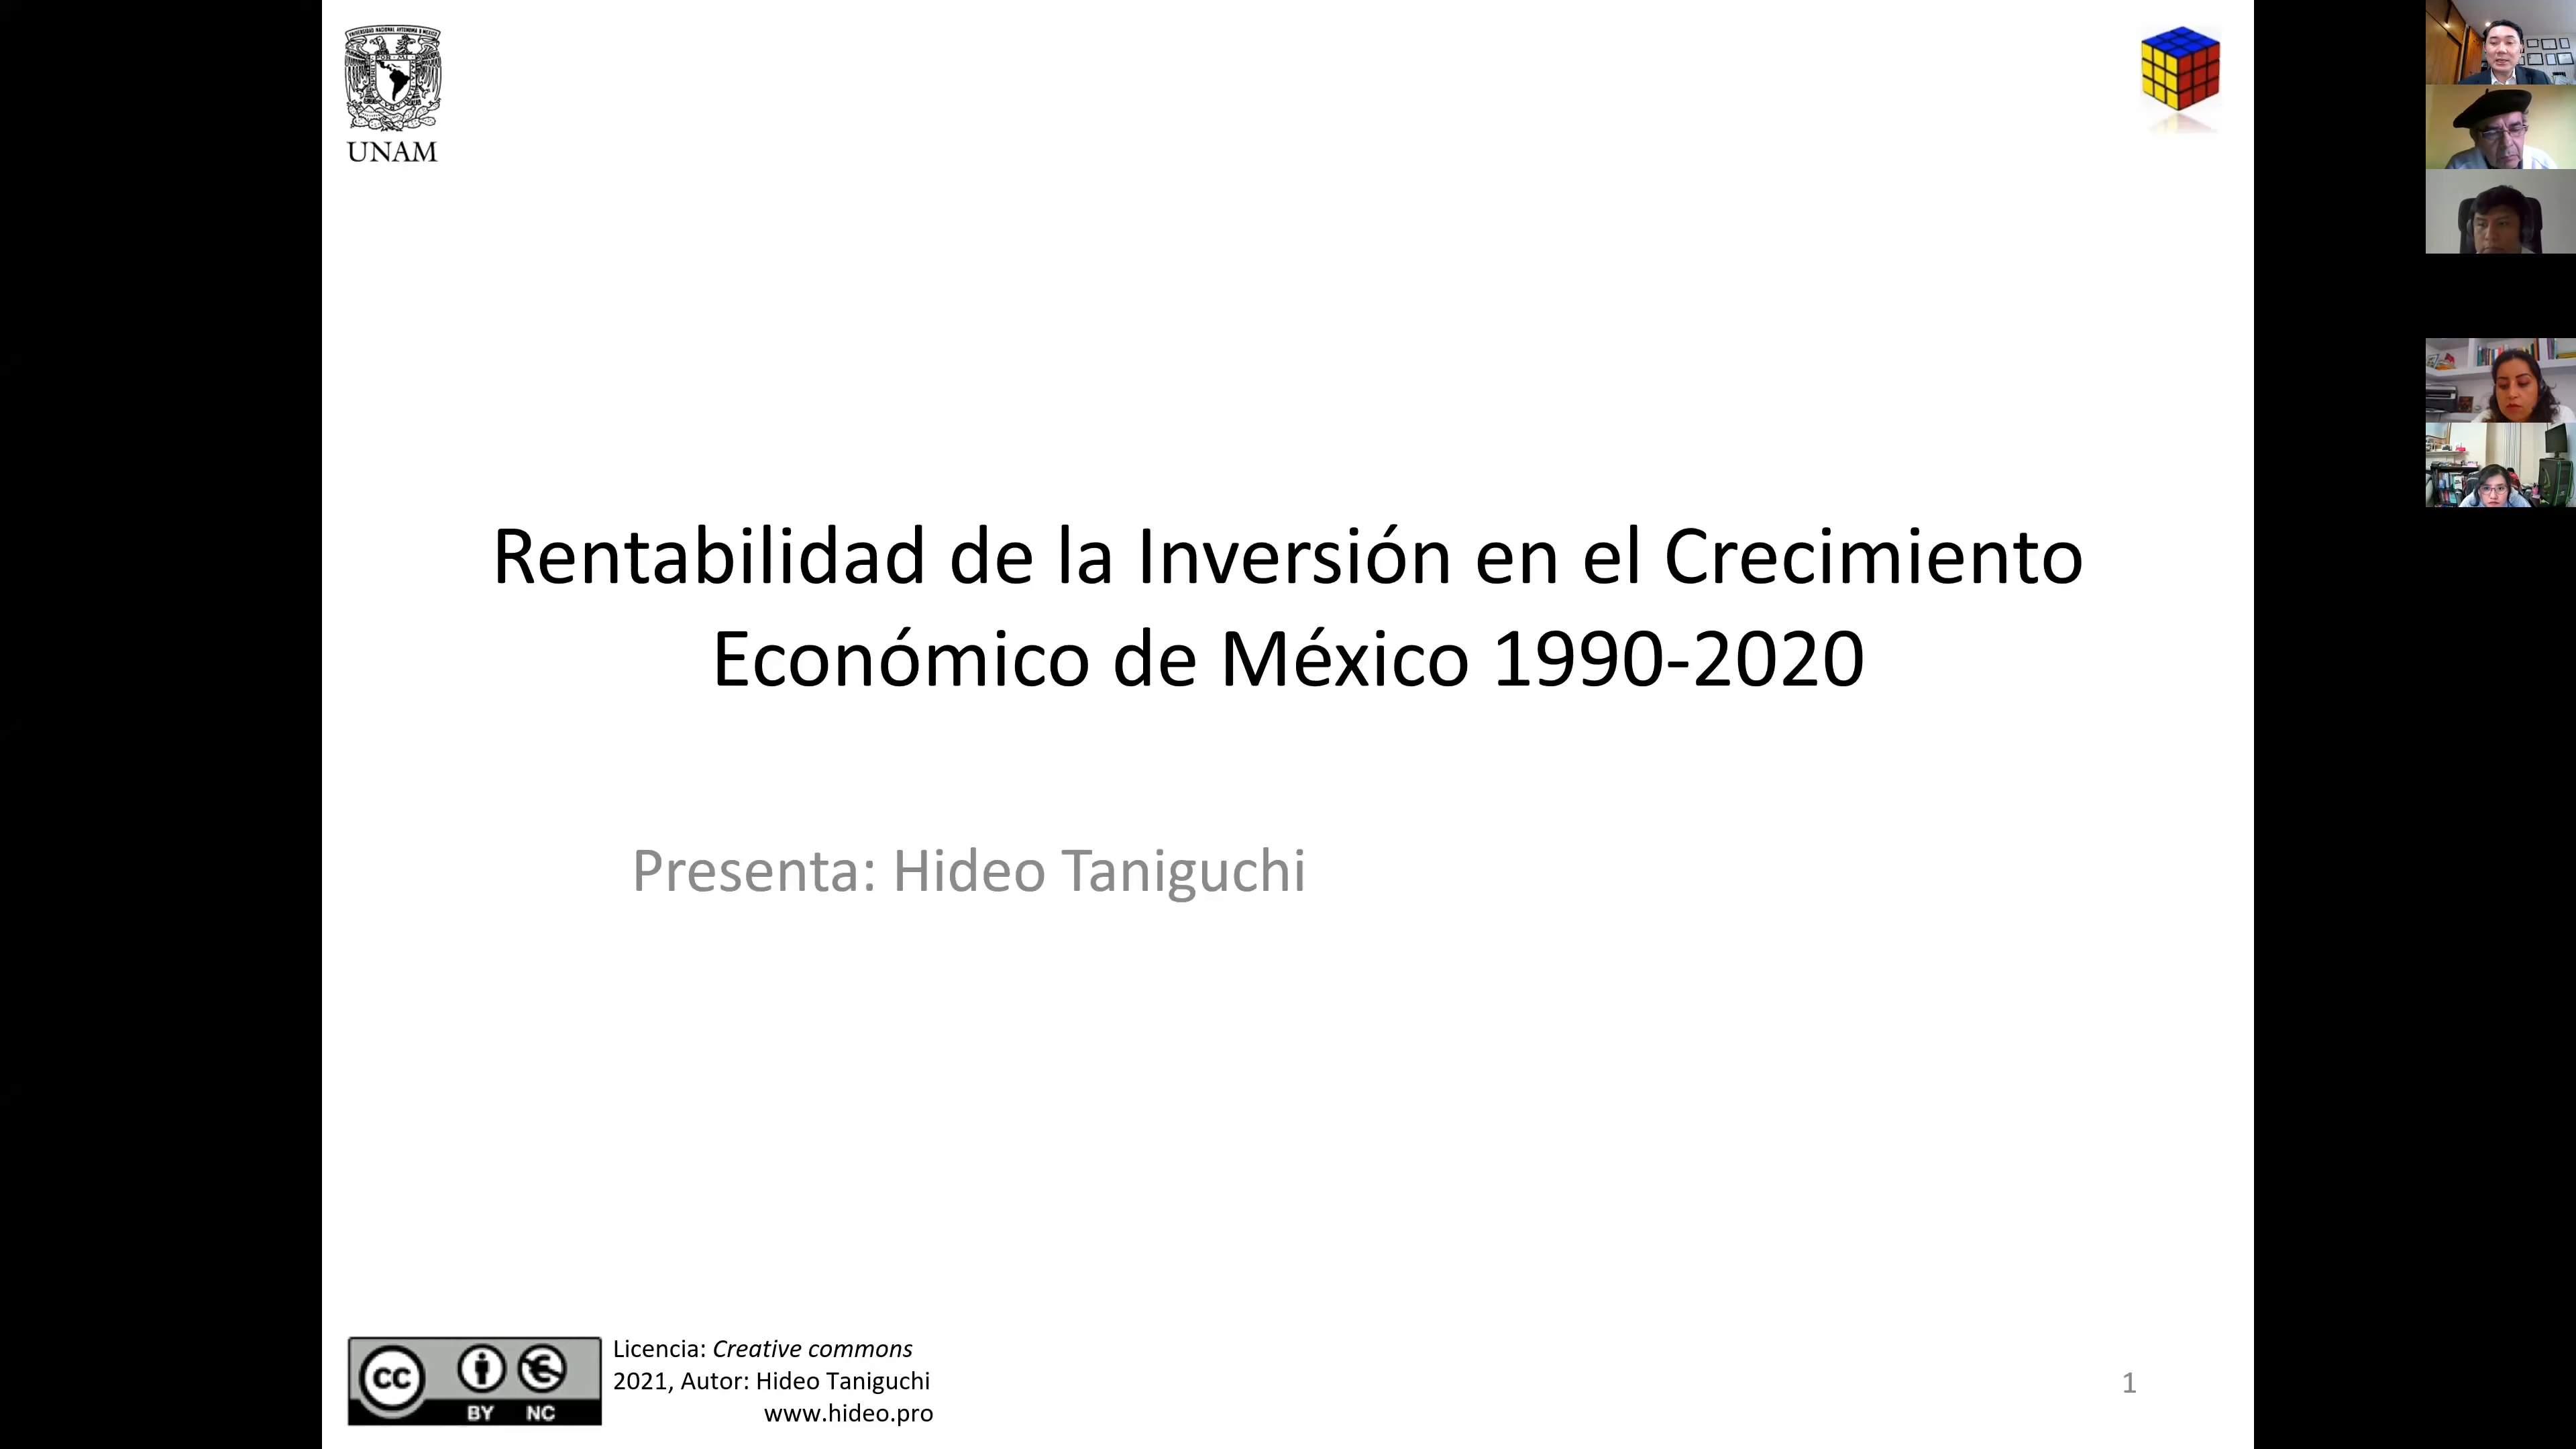 UNAM
Rentabilidad de la Inversión en el Crecimiento
Económico de México 1990-2020
Presenta: Hideo Taniguchi
CC BY NC
Licencia: Creative commons
2021, Autor: Hideo Taniguchi
www.hideo.pro
1